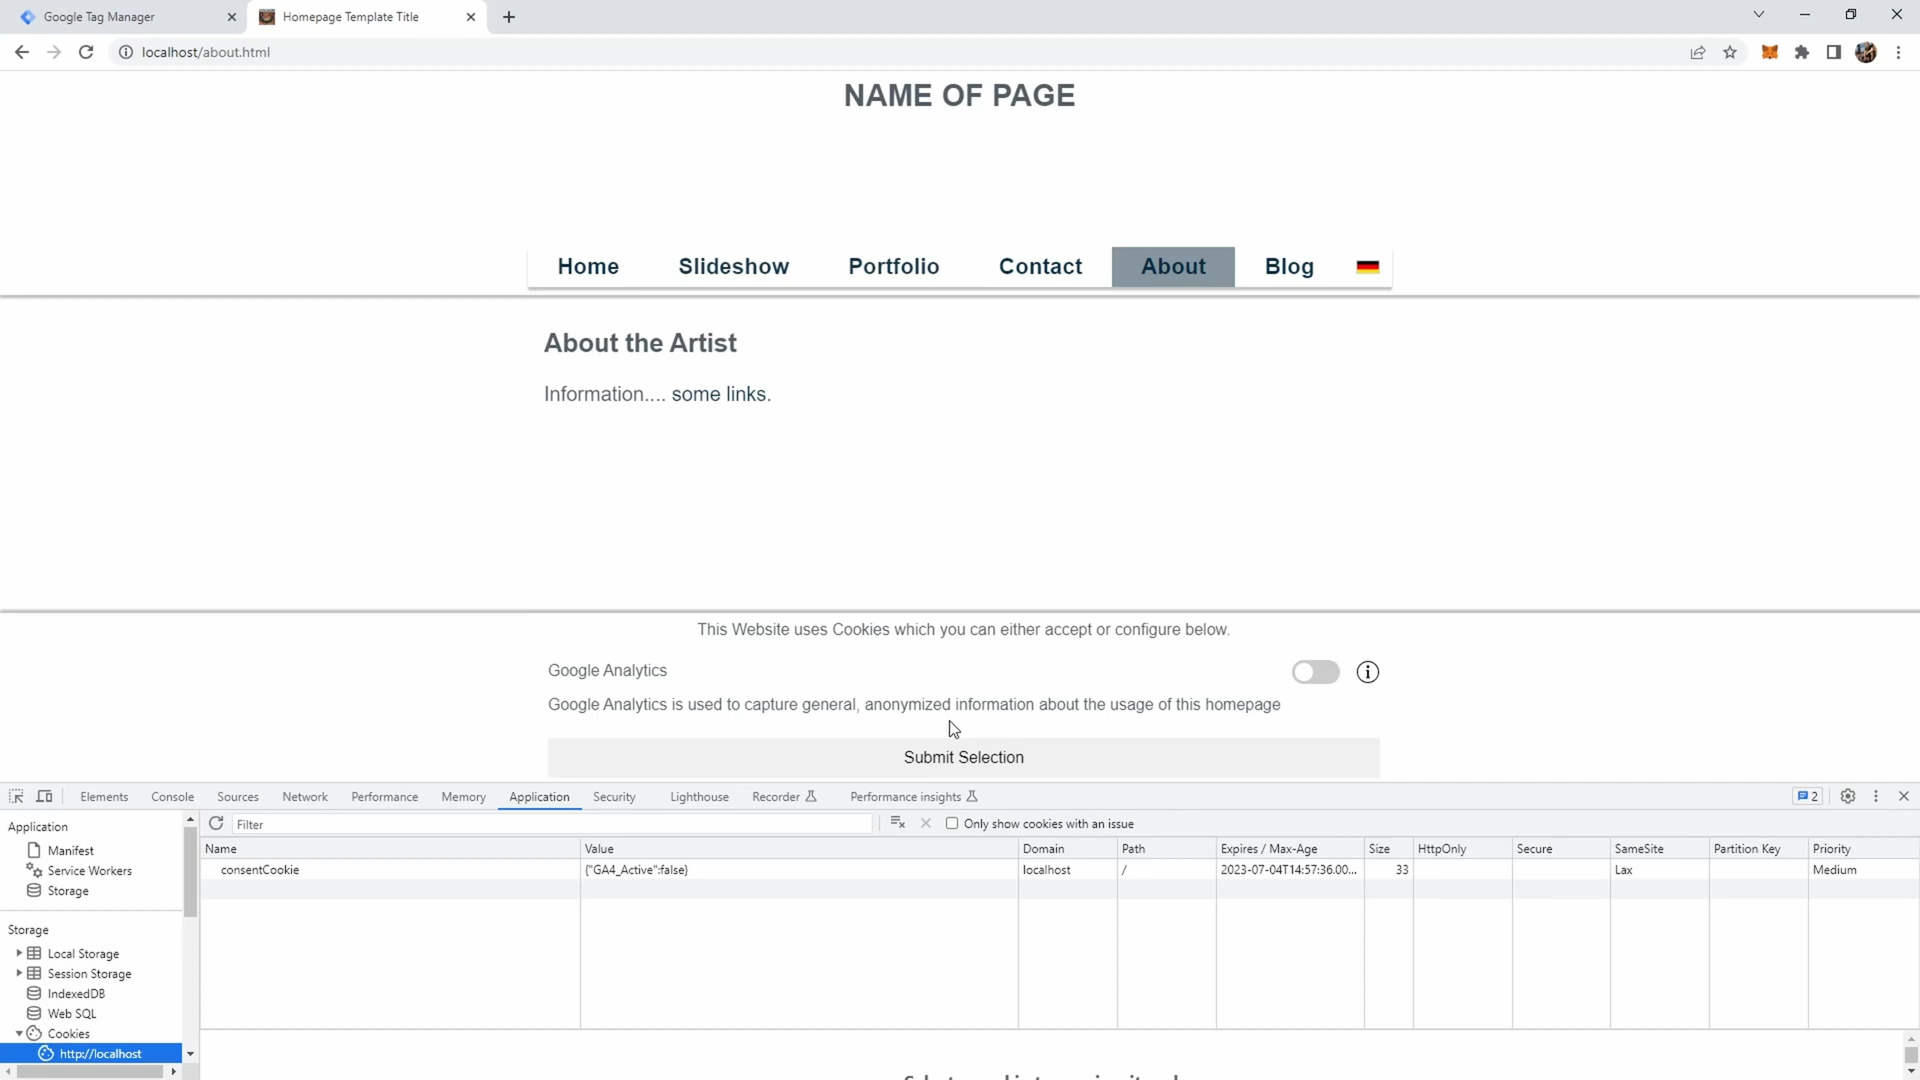 Google Tag Manager
Homepage Template Title
localhost/about.html
NAME OF PAGE
Home Slideshow Portfolio Contact About Blog
About the Artist
Information.... some links.
This Website uses Cookies which you can either accept or configure below.
Google Analytics
Google Analytics is used to capture general, anonymized information about the usage of this homepage
Submit Selection
Elements Console Sources Network Performance Memory Application Security Lighthouse Recorder Performance insights 2
Application
Filter
Only show cookies with an issue
Manifest
Service Workers
Storage
Storage
Local Storage
Session Storage
IndexedDB
Web SQL
Cookies
http://localhost
Name Value Domain Path Expires / Max-Age Size HttpOnly Secure SameSite Partition Key Priority
consentCookie {"GA4_Active":false} localhost / 2023-07-04T14:57:36.00... 33 Lax Medium